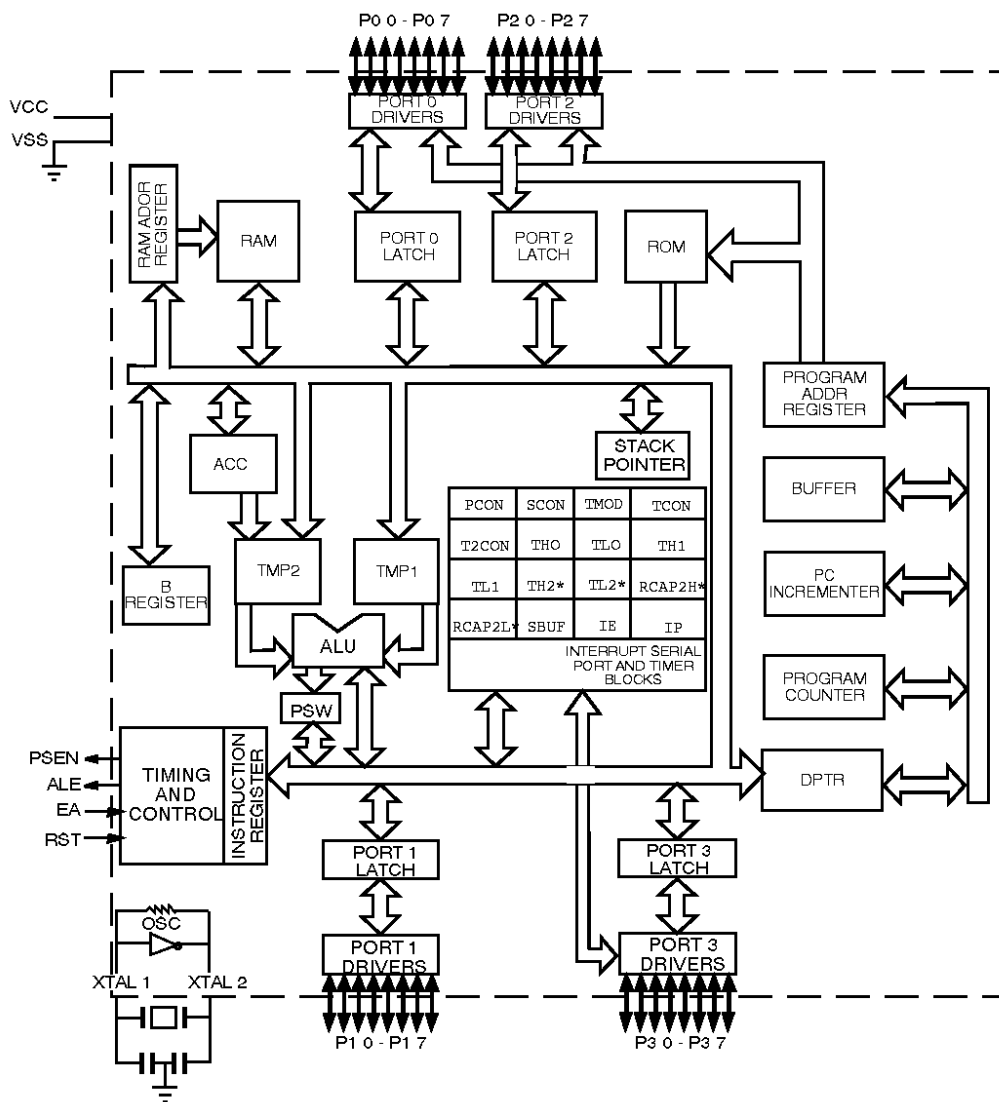 P0 0 - P0 7
P2 0 - P2 7
VCC
VSS
PORT 0
DRIVERS
PORT 2
DRIVERS
RAM ADDR
REGISTER
RAM
PORT 0
LATCH
PORT 2
LATCH
ROM
PROGRAM
ADDR
REGISTER
ACC
STACK
POINTER
BUFFER
PCON
SCON
TMOD
TCON
T2CON
TH0
TL0
TH1
TL1
TH2*
TL2*
RCAP2H*
RCAP2L*
SBUF
IE
IP
INTERRUPT SERIAL
PORT AND TIMER
BLOCKS
B
REGISTER
TMP2
TMP1
PC
INCREMENTER
ALU
PSW
PROGRAM
COUNTER
PSEN
ALE
EA
RST
TIMING
AND
CONTROL
INSTRUCTION
REGISTER
DPTR
PORT 1
LATCH
PORT 3
LATCH
OSC
XTAL 1
XTAL 2
PORT 1
DRIVERS
PORT 3
DRIVERS
P1 0 - P1 7
P3 0 - P3 7